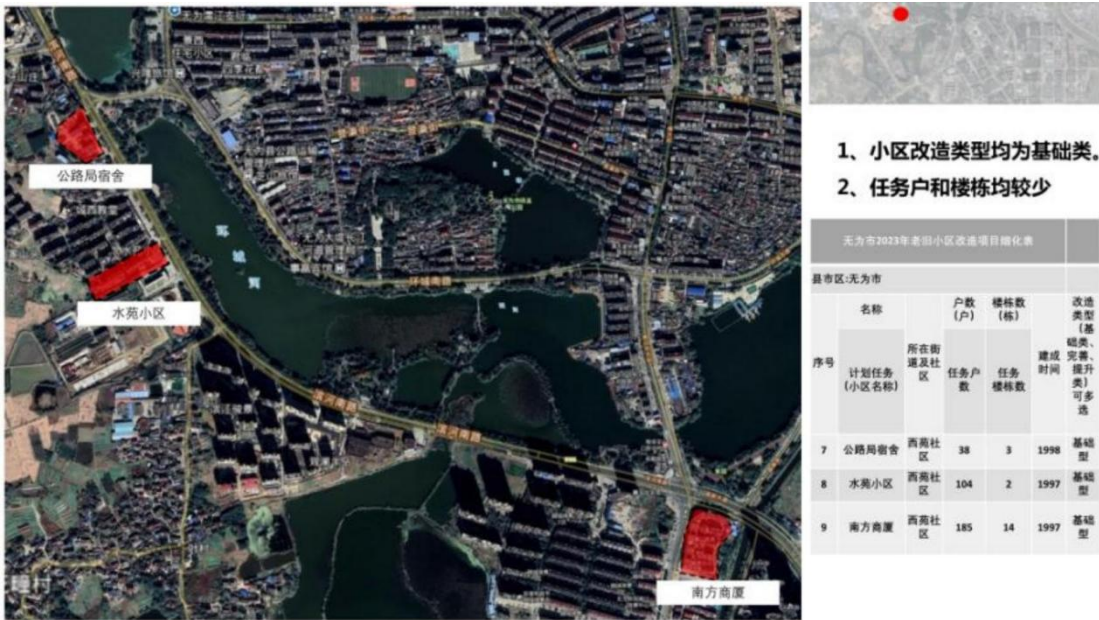 公路局宿舍
水苑小区
环
城
河
南方商厦
1、小区改造类型均为基础类。
2、任务户和楼栋均较少
无为市2023年老旧小区改造项目细化表
县市区:无为市
序号
名称
计划任务
(小区名称)
所在街
道及社
区
户数
(户)
任务户
数
楼栋数
(栋)
任务
楼栋数
建成
时间
改造
类型
(基
础类、
完善、
提升
类)
可多
选
7 公路局宿舍 西苑社区 38 3 1998 基础型
8 水苑小区 西苑社区 104 2 1997 基础型
9 南方商厦 西苑社区 185 14 1997 基础型